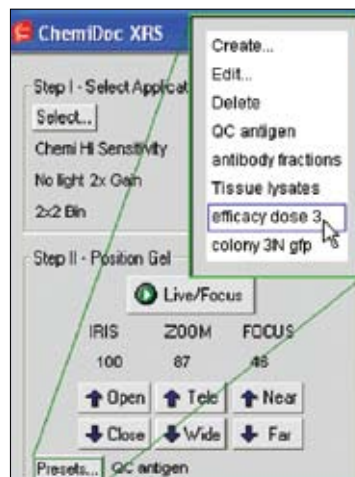 ChemiDoc XRS
Step I - Select Applicat
Select...
Chemi Hi Sensitivity
No light 2x Gain
2x2 Bin
Step II - Position Gel
Live/Focus
IRIS ZOOM FOCUS
100 87 46
Open Tele Near
Close Wide Far
Presets... QC antigen
Create...
Edit...
Delete
QC antigen
antibody fractions
Tissue lysates
efficacy dose 3
colony 3N gfp